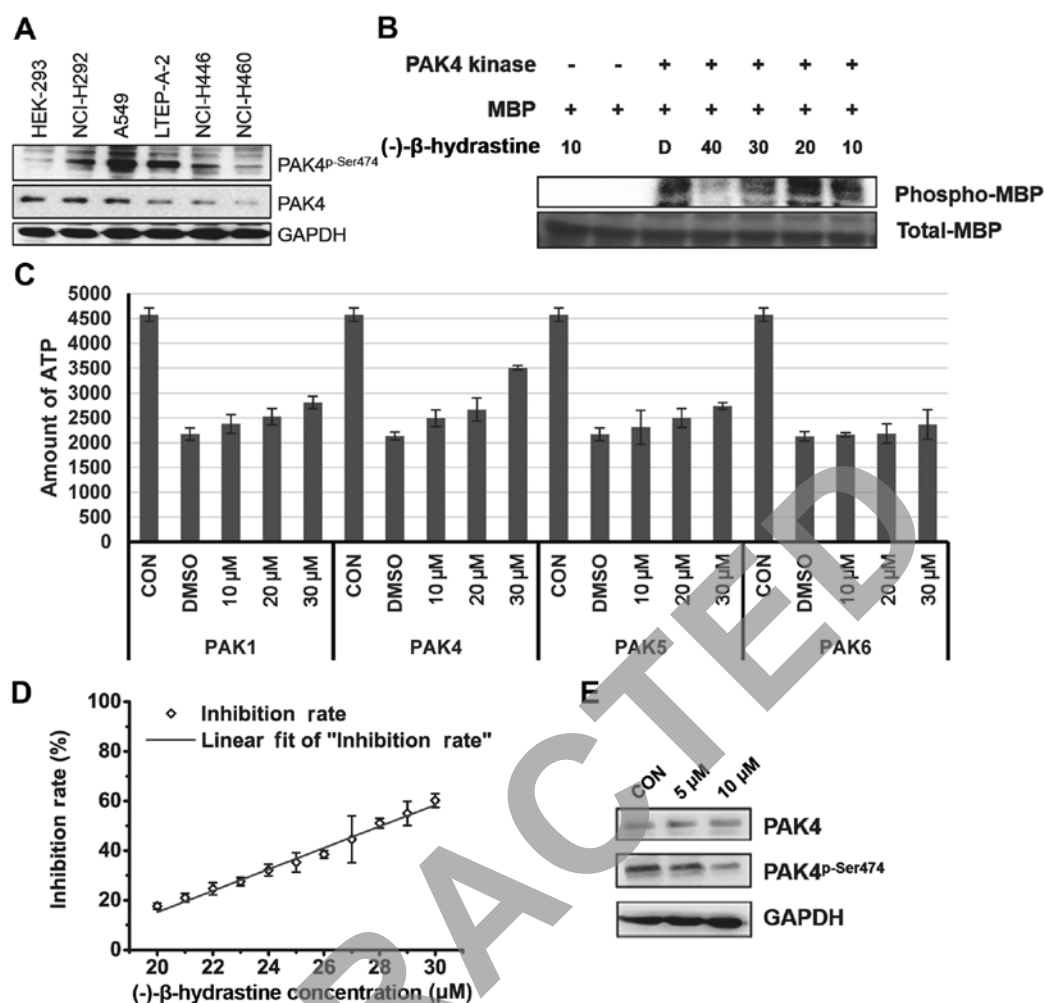 A
HEK-293
NCI-H292
A549
LTEP-A-2
NCI-H446
NCI-H460
PAK4p-Ser474
PAK4
GAPDH
B
PAK4 kinase - - + + + + +
MBP + + + + + + +
(-)-β-hydrastine 10 D 40 30 20 10
Phospho-MBP
Total-MBP
C
Amount of ATP
5000
4500
4000
3500
3000
2500
2000
1500
1000
500
0
CON DMSO 10 µM 20 µM 30 µM CON DMSO 10 µM 20 µM 30 µM CON DMSO 10 µM 20 µM 30 µM CON DMSO 10 µM 20 µM 30 µM
PAK1 PAK4 PAK5 PAK6
D
Inhibition rate (%)
100
80
60
40
20
0
Inhibition rate
Linear fit of "Inhibition rate"
20 22 24 26 28 30
(-)-β-hydrastine concentration (µM)
E
CON 5 µM 10 µM
PAK4
PAK4p-Ser474
GAPDH
RACTED